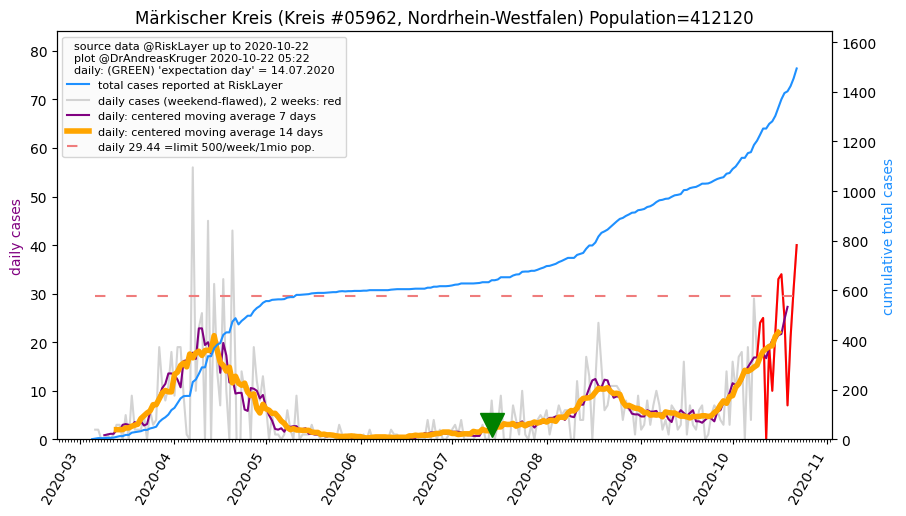 Märkischer Kreis (Kreis #05962, Nordrhein-Westfalen) Population=412120
source data @RiskLayer up to 2020-10-22
plot @DrAndreasKruger 2020-10-22 05:22
daily: (GREEN) 'expectation day' = 14.07.2020
total cases reported at RiskLayer
daily cases (weekend-flawed), 2 weeks: red
daily: centered moving average 7 days
daily: centered moving average 14 days
daily 29.44 =limit 500/week/1mio pop.
daily cases
80
70
60
50
40
30
20
10
0
cumulative total cases
1600
1400
1200
1000
800
600
400
200
0
2020-03
2020-04
2020-05
2020-06
2020-07
2020-08
2020-09
2020-10
2020-11